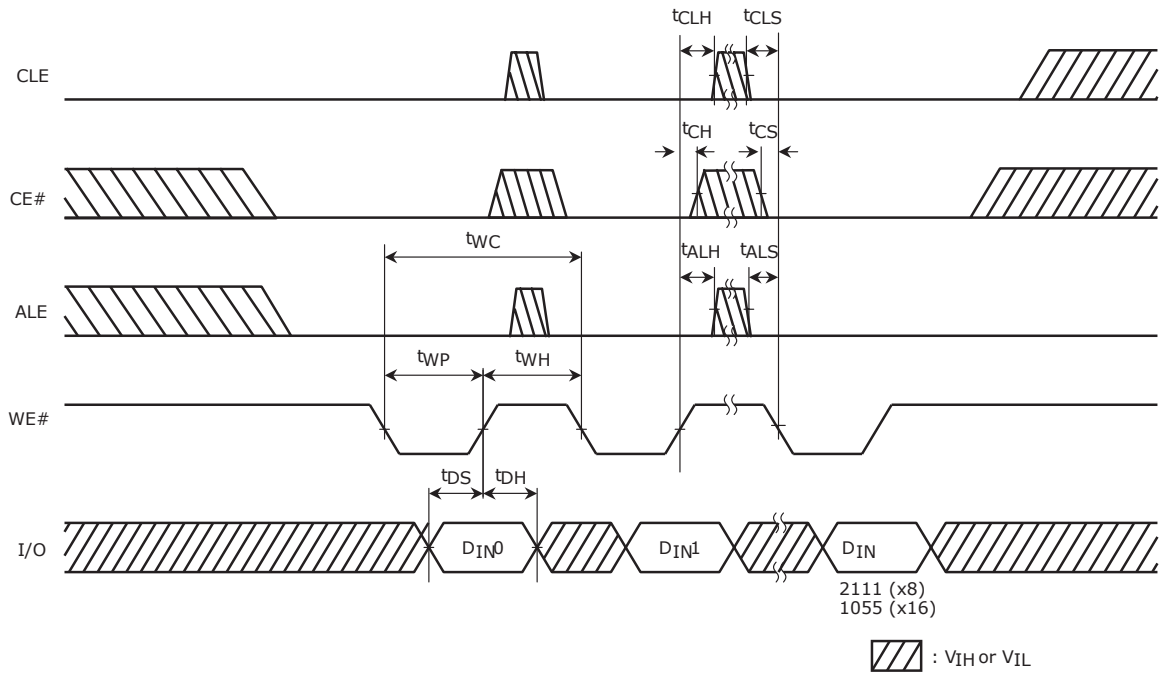 tCLH tCLS
CLE
tCH tCS
CE#
tWC tALH tALS
ALE
tWP tWH
WE#
tDS tDH
I/O DIN0 DIN1 DIN
2111 (x8)
1055 (x16)
: VIH or VIL